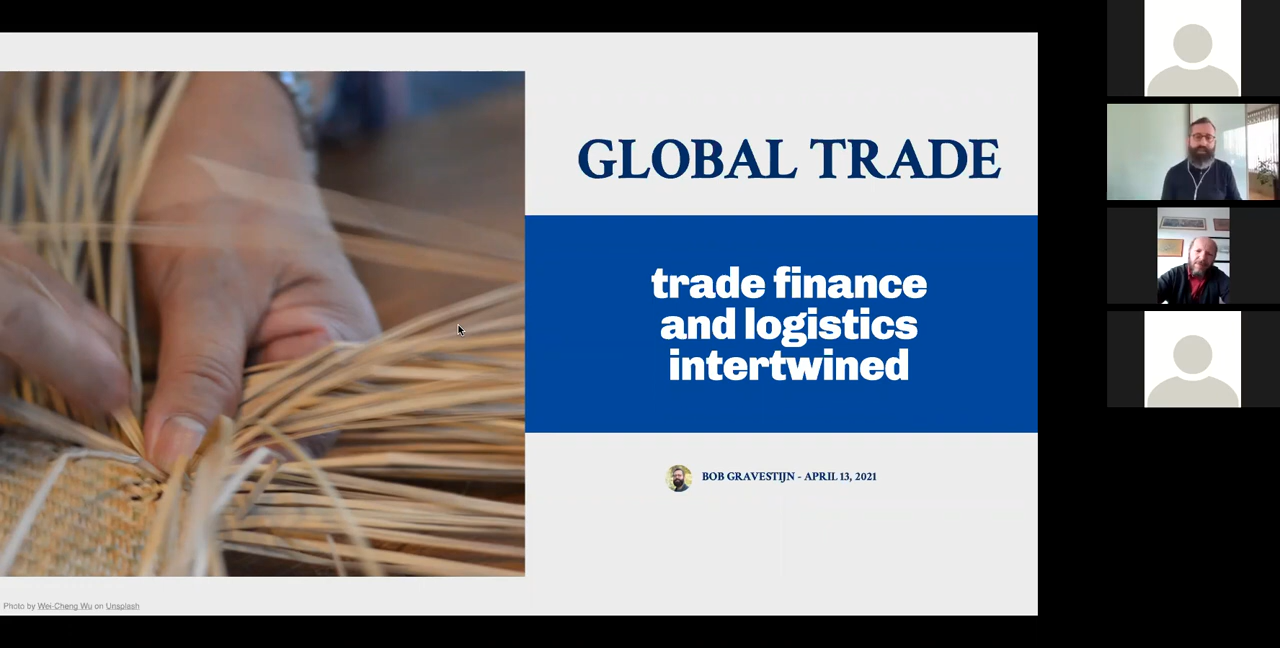 GLOBAL TRADE
trade finance
and logistics
intertwined
BOB GRAVESTIJN - APRIL 13, 2021
Photo by Wei-Cheng Wu on Unsplash